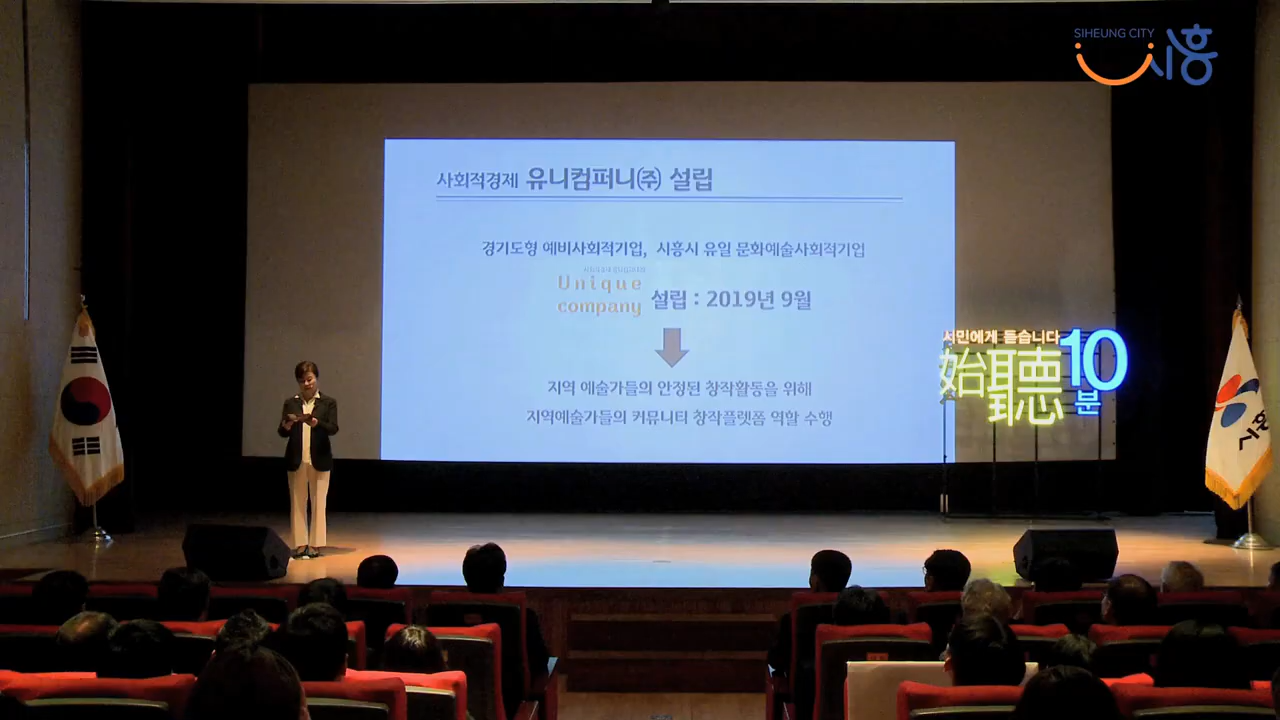 SIHEUNG CITY
시흥
사회적경제 유니컴퍼니㈜ 설립
경기도형 예비사회적기업, 시흥시 유일 문화예술사회적기업
Unique
company
설립 : 2019년 9월
지역 예술가들의 안정된 창작활동을 위해
지역예술가들의 커뮤니티 창작플랫폼 역할 수행
시민에게 듣습니다
始聽
10분